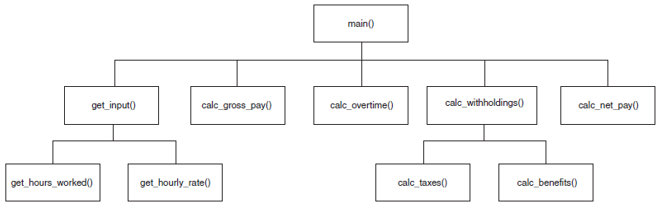 main()
get_input()
calc_gross_pay()
calc_overtime()
calc_withholdings()
calc_net_pay()
get_hours_worked()
get_hourly_rate()
calc_taxes()
calc_benefits()